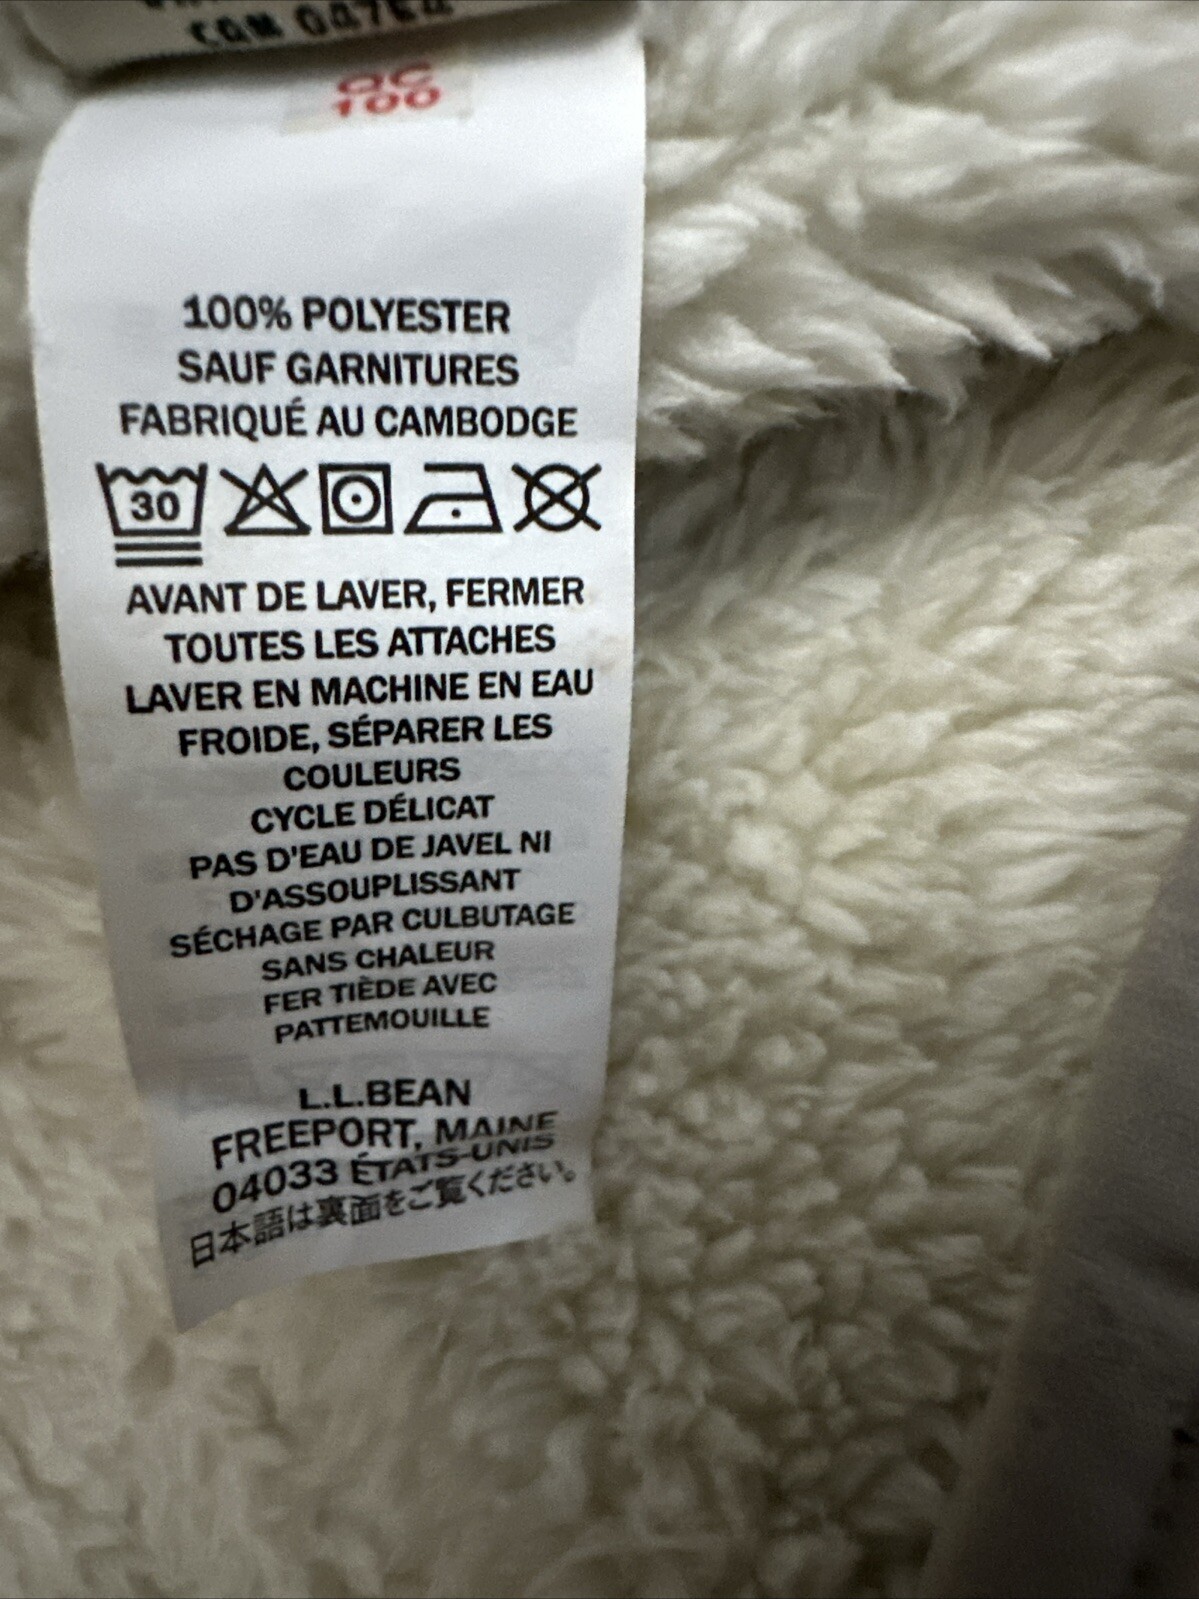 QC
100
100% POLYESTER
SAUF GARNITURES
FABRIQUÉ AU CAMBODGE
30
AVANT DE LAVER, FERMER
TOUTES LES ATTACHES
LAVER EN MACHINE EN EAU
FROIDE, SÉPARER LES
COULEURS
CYCLE DÉLICAT
PAS D'EAU DE JAVEL NI
D'ASSOUPLISSANT
SÉCHAGE PAR CULBUTAGE
SANS CHALEUR
FER TIÈDE AVEC
PATTEMOUILLE
L.L.BEAN
FREEPORT, MAINE
04033 ÉTATS-UNIS
日本語は裏面をご覧ください。